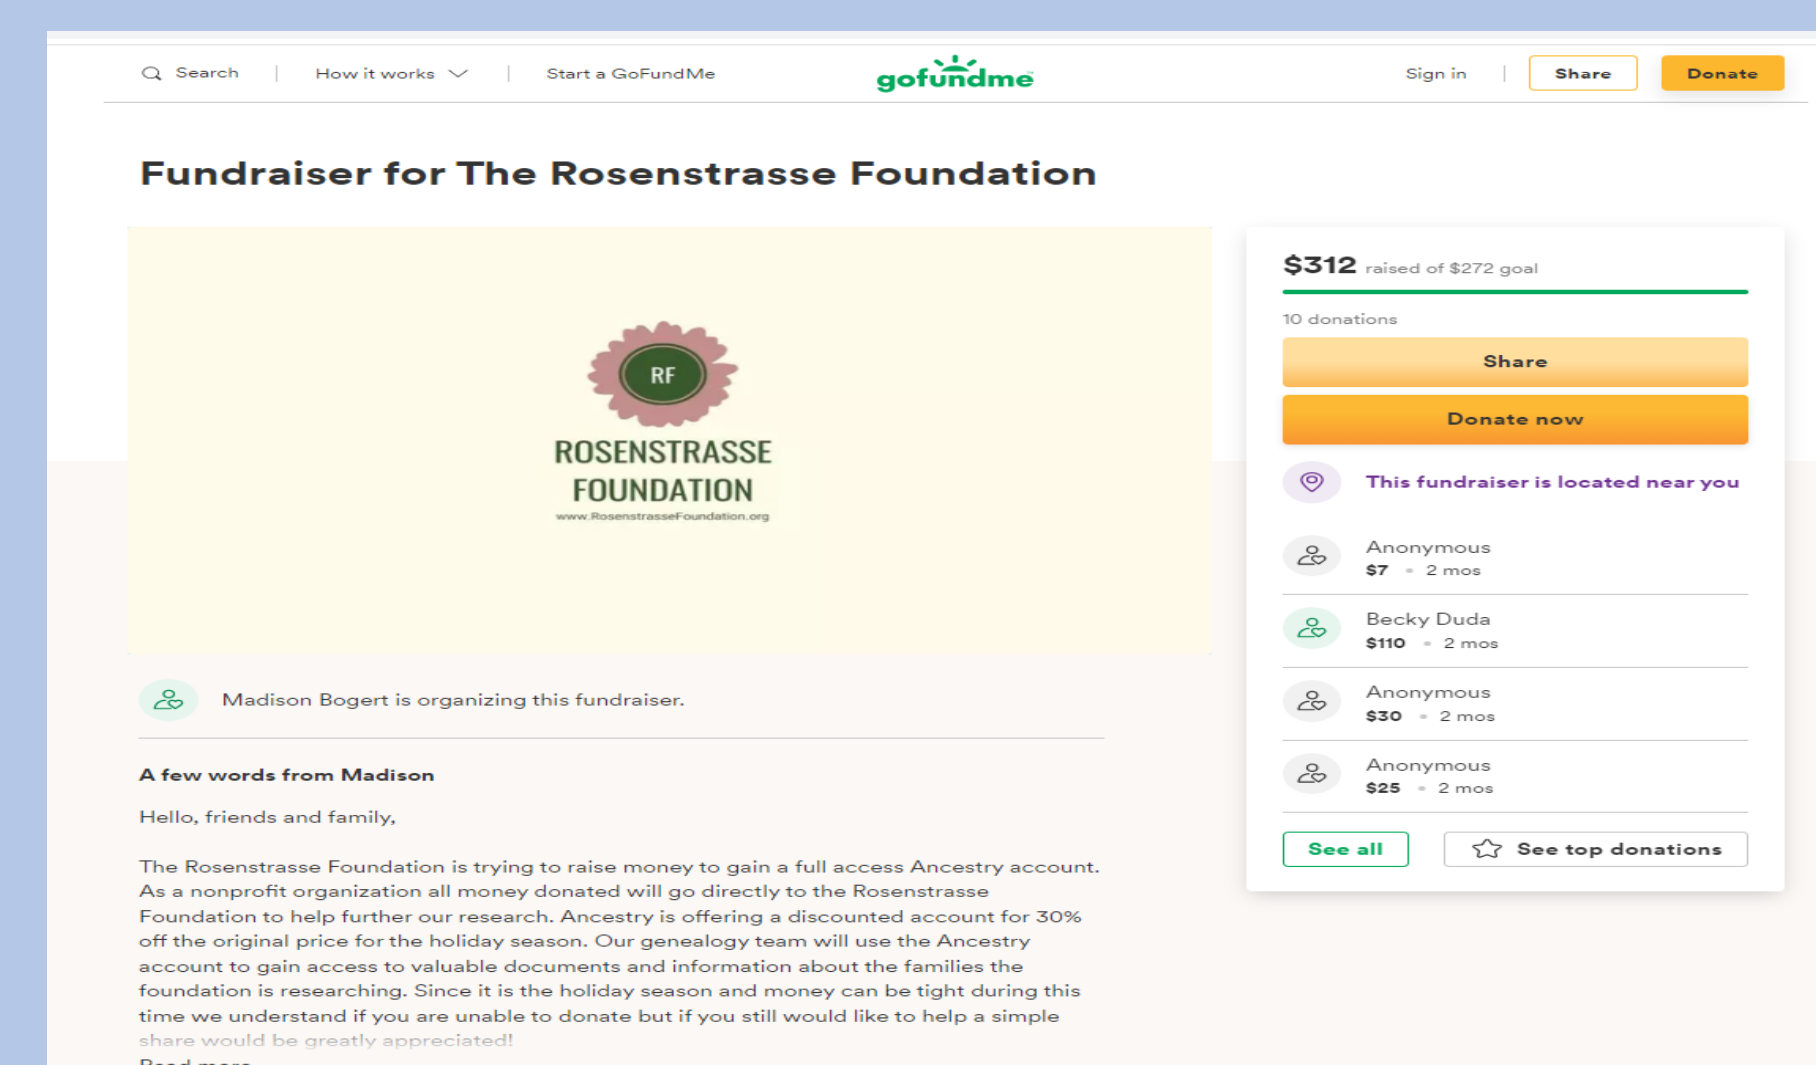 Search
How it works
Start a GoFundMe
gofundme
Sign in
Share
Donate
Fundraiser for The Rosenstrasse Foundation
RF
ROSENSTRASSE
FOUNDATION
www.RosenstrasseFoundation.org
Madison Bogert is organizing this fundraiser.
A few words from Madison
Hello, friends and family,
The Rosenstrasse Foundation is trying to raise money to gain a full access Ancestry account.
As a nonprofit organization all money donated will go directly to the Rosenstrasse
Foundation to help further our research. Ancestry is offering a discounted account for 30%
off the original price for the holiday season. Our genealogy team will use the Ancestry
account to gain access to valuable documents and information about the families the
foundation is researching. Since it is the holiday season and money can be tight during this
time we understand if you are unable to donate but if you still would like to help a simple
share would be greatly appreciated!
Read more
$312 raised of $272 goal
10 donations
Share
Donate now
This fundraiser is located near you
Anonymous
$7 • 2 mos
Becky Duda
$110 • 2 mos
Anonymous
$30 • 2 mos
Anonymous
$25 • 2 mos
See all
See top donations